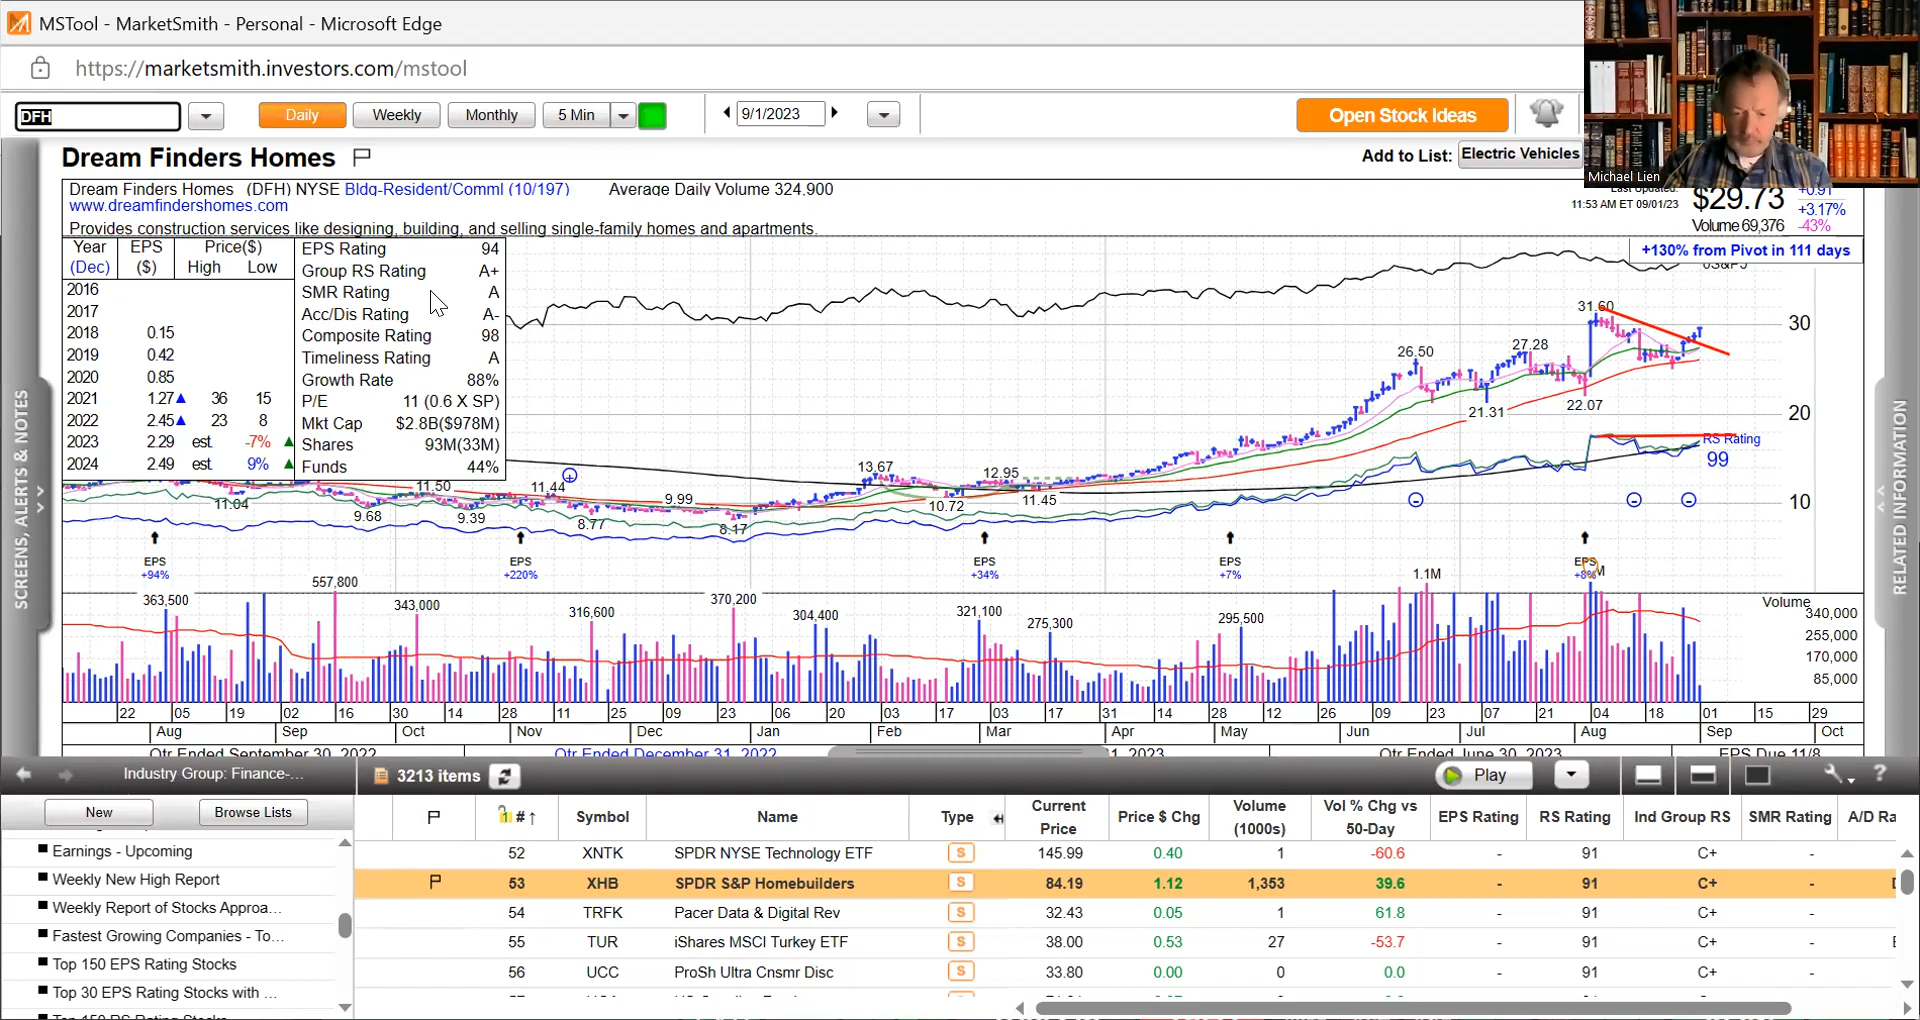 MSTool - MarketSmith - Personal - Microsoft Edge
https://marketsmith.investors.com/mstool
DFH Daily Weekly Monthly 5 Min 9/1/2023 Open Stock Ideas
Michael Lien
Dream Finders Homes Add to List: Electric Vehicles
Dream Finders Homes (DFH) NYSE Bldg-Resident/Comml (10/197) Average Daily Volume 324,900
www.dreamfindershomes.com
Provides construction services like designing, building, and selling single-family homes and apartments.
Last Updated:
11:53 AM ET 09/01/23
$29.73 +0.91
+3.17%
Volume 69,376 -43%
+130% from Pivot in 111 days
Year EPS Price($)
(Dec) ($) High Low
2016
2017
2018 0.15
2019 0.42
2020 0.85
2021 1.27 36 15
2022 2.45 23 8
2023 2.29 est. -7%
2024 2.49 est. 9%
EPS Rating 94
Group RS Rating A+
SMR Rating A
Acc/Dis Rating A-
Composite Rating 98
Timeliness Rating A
Growth Rate 88%
P/E 11 (0.6 X SP)
Mkt Cap $2.8B($978M)
Shares 93M(33M)
Funds 44%
31.60
30
26.50 27.28
21.31 22.07
20
RS Rating
99
13.67 12.95
11.50 11.44
11.04 9.68 9.39 8.77 9.99 8.17 10.72 11.45
10
EPS EPS EPS EPS EPS
+94% +220% +34% +7% +8%
363,500 557,800 343,000 316,600 370,200 304,400 321,100 275,300 295,500 1.1M
Volume
340,000
255,000
170,000
85,000
22 05 19 02 16 30 14 28 11 25 09 23 06 20 03 17 03 17 31 14 28 12 26 09 23 07 21 04 18 01 15 29
Aug Sep Oct Nov Dec Jan Feb Mar Apr May Jun Jul Aug Sep Oct
Qtr Ended September 30, 2022 Qtr Ended December 31, 2022 1, 2023 Qtr Ended June 30, 2023 EPS Due 11/8
SCREENS, ALERTS & NOTES
RELATED INFORMATION
Industry Group: Finance-... 3213 items Play ?
New Browse Lists
Earnings - Upcoming
Weekly New High Report
Weekly Report of Stocks Approa...
Fastest Growing Companies - To...
Top 150 EPS Rating Stocks
Top 30 EPS Rating Stocks with ...
Top 150 RS Rating Stocks
# Symbol Name Type Current Price Price $ Chg Volume (1000s) Vol % Chg vs 50-Day EPS Rating RS Rating Ind Group RS SMR Rating A/D Ra
52 XNTK SPDR NYSE Technology ETF S 145.99 0.40 1 -60.6 - 91 C+ -
53 XHB SPDR S&P Homebuilders S 84.19 1.12 1,353 39.6 - 91 C+ -
54 TRFK Pacer Data & Digital Rev S 32.43 0.05 1 61.8 - 91 C+ -
55 TUR iShares MSCI Turkey ETF S 38.00 0.53 27 -53.7 - 91 C+ -
56 UCC ProSh Ultra Cnsmr Disc S 33.80 0.00 0 0.0 - 91 C+ -